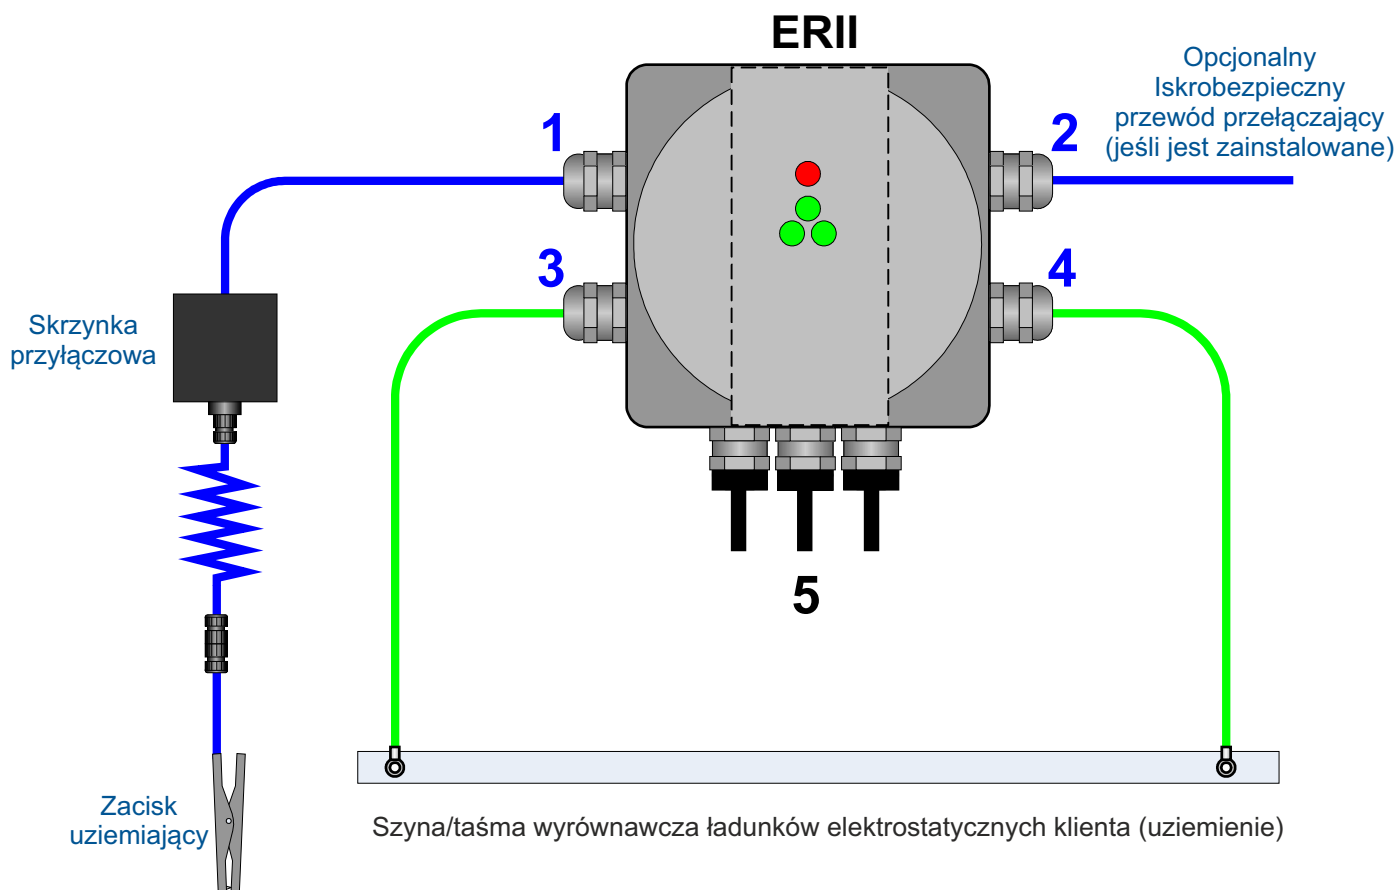 ERII
Opcjonalny
Iskrobezpieczny
przewód przełączający
(jeśli jest zainstalowane)
1
2
3
4
Skrzynka
przyłączowa
5
Zacisk
uziemiający
Szyna/taśma wyrównawcza ładunków elektrostatycznych klienta (uziemienie)